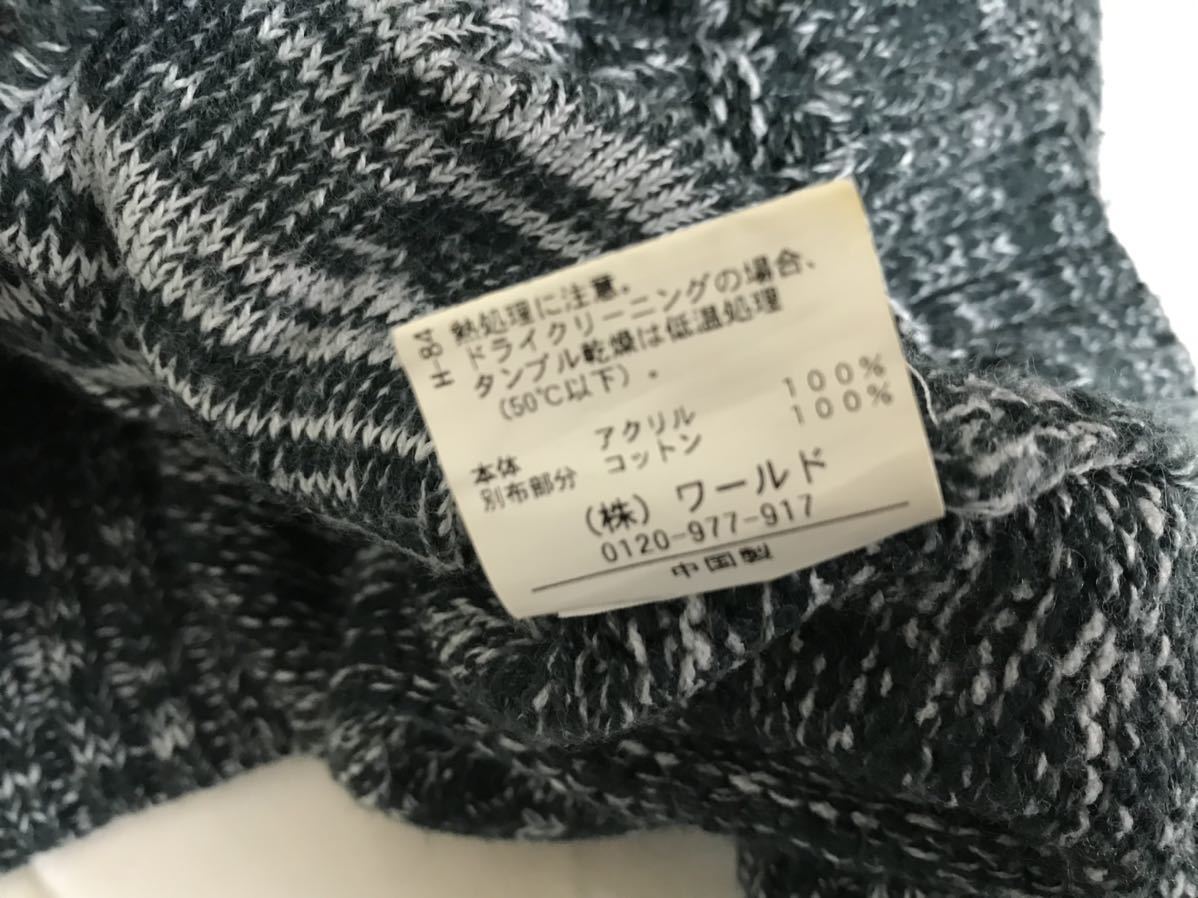 H-84
熱処理に注意。
ドライクリーニングの場合、
タンブル乾燥は低温処理
(50℃以下)。
本体 アクリル 100%
別布部分 コットン 100%
(株) ワールド
0120-977-917
中国製